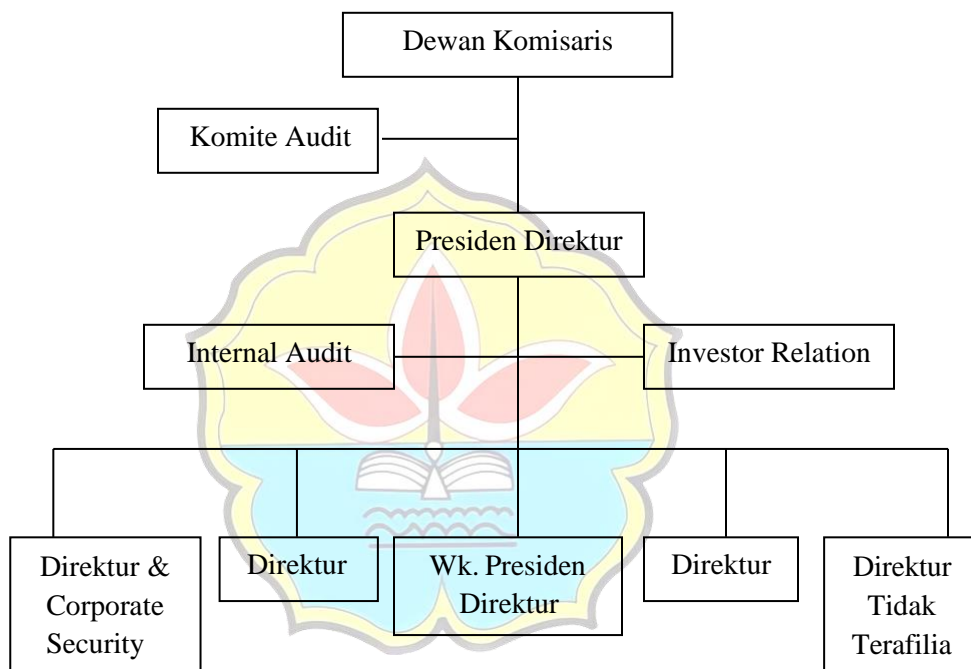 Dewan Komisaris
Komite Audit
Presiden Direktur
Internal Audit
Investor Relation
Direktur &
Corporate
Security
Direktur
Wk. Presiden
Direktur
Direktur
Direktur
Tidak
Terafilia